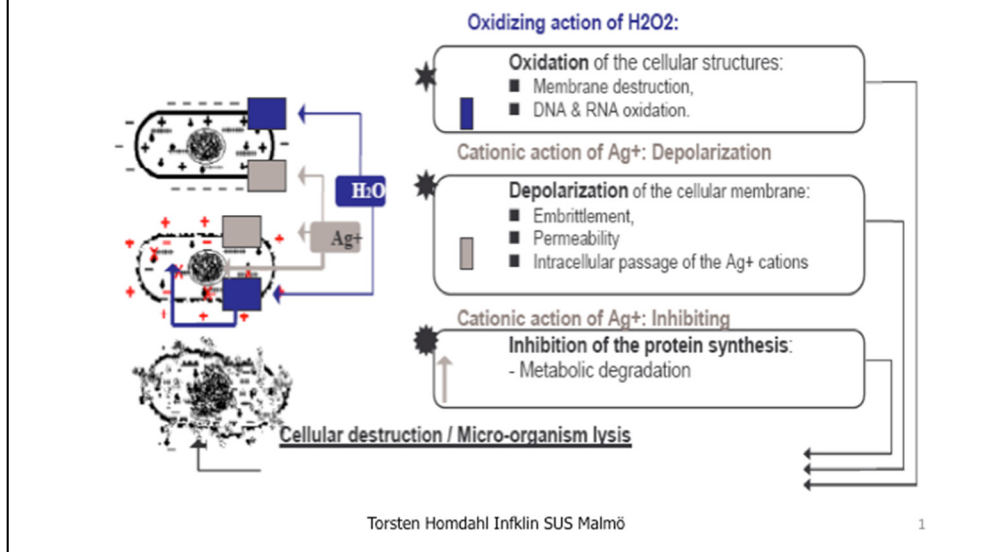 Oxidizing action of H2O2:
Oxidation of the cellular structures:
■ Membrane destruction,
■ DNA & RNA oxidation.
Cationic action of Ag+: Depolarization
Depolarization of the cellular membrane:
■ Embrittlement,
■ Permeability
■ Intracellular passage of the Ag+ cations
Cationic action of Ag+: Inhibiting
Inhibition of the protein synthesis:
- Metabolic degradation
H2O
Ag+
Cellular destruction / Micro-organism lysis
Torsten Homdahl Infklin SUS Malmö
1